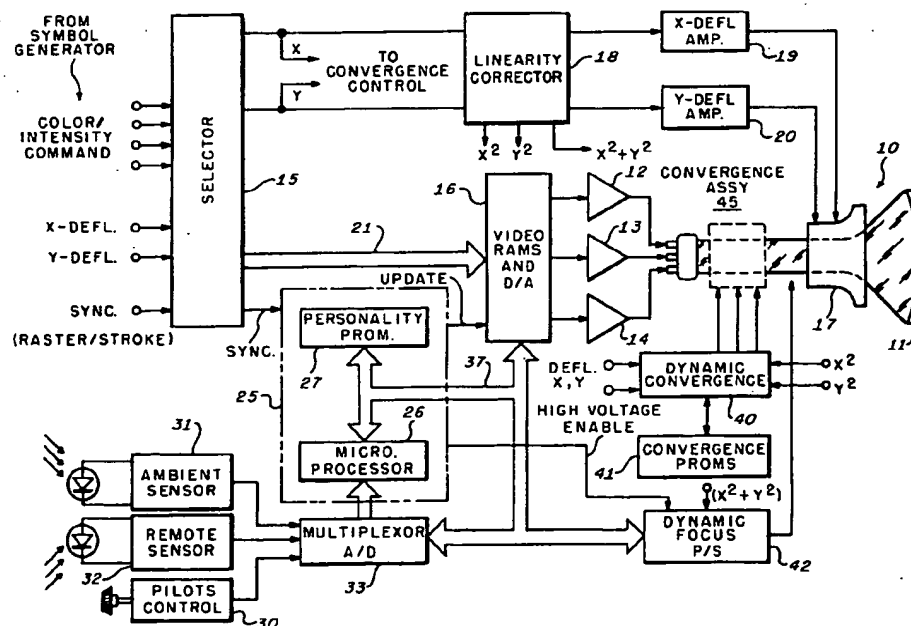 FROM
SYMBOL
GENERATOR
COLOR/
INTENSITY
COMMAND
X-DEFL.
Y-DEFL.
SYNC.
(RASTER/STROKE)
SELECTOR
15
X
Y
TO
CONVERGENCE
CONTROL
LINEARITY
CORRECTOR
18
X²
Y²
X²+Y²
X-DEFL
AMP.
19
Y-DEFL
AMP.
20
10
CONVERGENCE
ASSY
45
16
VIDEO
RAMS
AND
D/A
12
13
14
17
11
21
UPDATE
SYNC.
PERSONALITY
PROM.
27
25
37
26
MICRO.
PROCESSOR
DEFL.
X,Y
DYNAMIC
CONVERGENCE
40
X²
Y²
HIGH VOLTAGE
ENABLE
41
CONVERGENCE
PROMS
(X²+Y²)
DYNAMIC
FOCUS
P/S
42
31
AMBIENT
SENSOR
REMOTE
SENSOR
32
PILOTS
CONTROL
30
MULTIPLEXOR
A/D
33